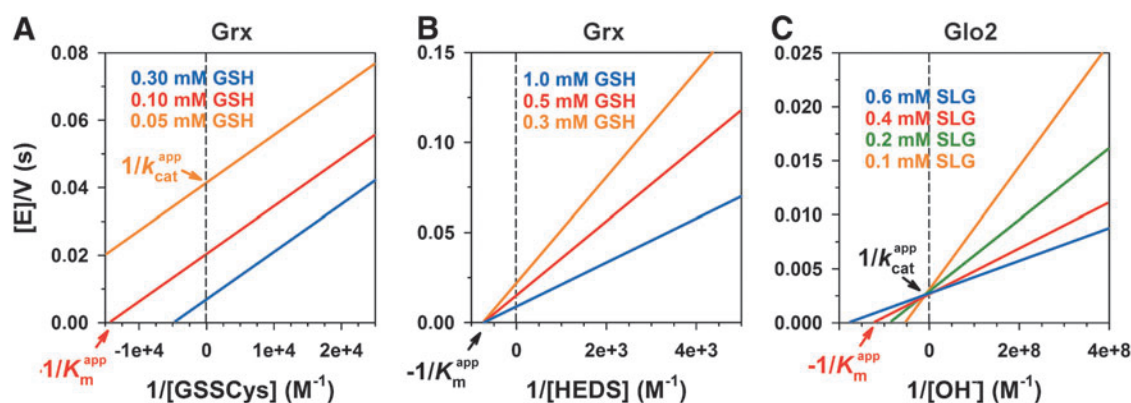 A
Grx
0.30 mM GSH
0.10 mM GSH
0.05 mM GSH
1/k_cat^app
[E]/V (s)
0.08
0.06
0.04
0.02
0.00
-1e+4
0
1e+4
2e+4
-1/K_m^app
1/[GSSCys] (M⁻¹)
B
Grx
1.0 mM GSH
0.5 mM GSH
0.3 mM GSH
0.15
0.10
0.05
0.00
0
2e+3
4e+3
-1/K_m^app
1/[HEDS] (M⁻¹)
C
Glo2
0.6 mM SLG
0.4 mM SLG
0.2 mM SLG
0.1 mM SLG
1/k_cat^app
0.025
0.020
0.015
0.010
0.005
0.000
0
2e+8
4e+8
-1/K_m^app
1/[OH⁻] (M⁻¹)